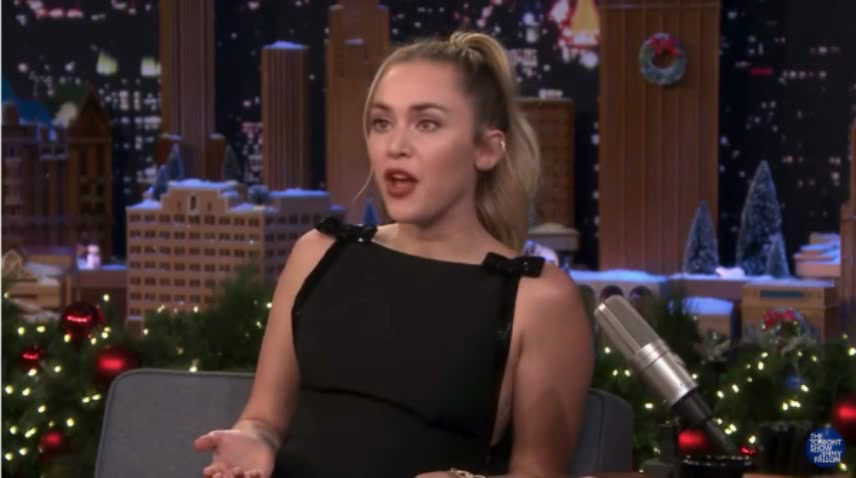 THE
TONIGHT
SHOW
JIMMY
FALLON